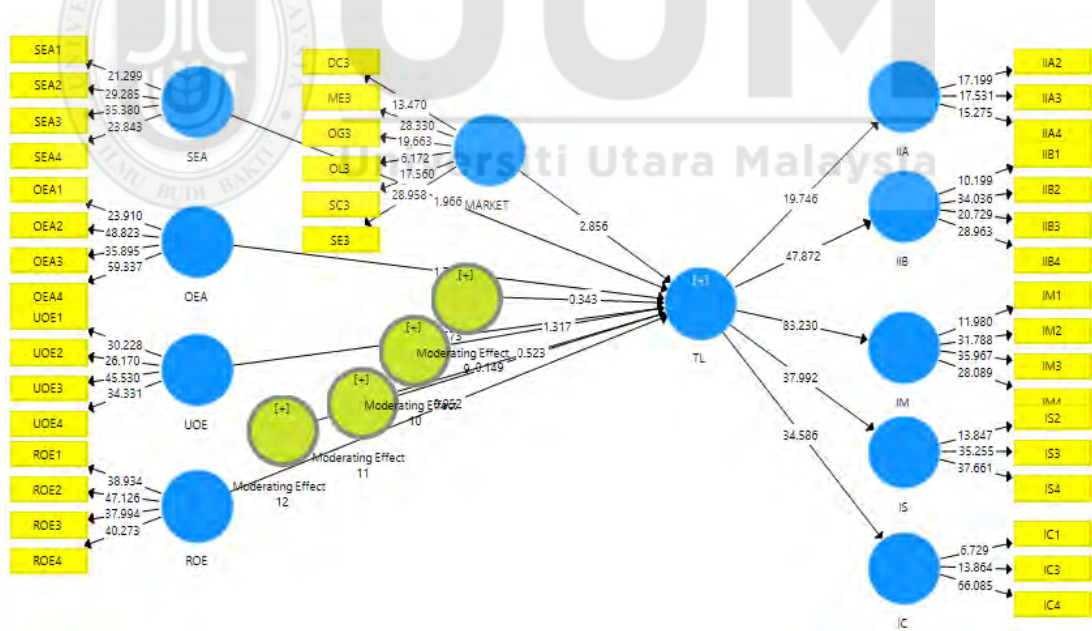 UUM
Universiti Utara Malaysia
UNIVERSITI
BUDI BAKTI
SEA1
SEA2
SEA3
SEA4
21.299
29.285
35.380
23.843
SEA
OEA1
OEA2
OEA3
OEA4
23.910
48.823
35.895
59.337
OEA
UOE1
UOE2
UOE3
UOE4
30.228
26.170
45.530
34.331
UOE
ROE1
ROE2
ROE3
ROE4
38.934
47.126
37.994
40.273
ROE
DC3
ME3
OG3
OL3
SC3
SE3
13.470
28.330
19.663
6.172
17.560
28.958
MARKET
1.966
2.856
[+]
0.343
1.317
[+]
Moderating Effect
9
0.523
0.149
[+]
Moderating Effect
10
[+]
Moderating Effect
11
Moderating Effect
12
[+]
TL
19.746
47.872
83.230
37.992
34.586
IIA
17.199
17.531
15.275
IIA2
IIA3
IIA4
IIB
10.199
34.036
20.729
28.963
IIB1
IIB2
IIB3
IIB4
IM
11.980
31.788
35.967
28.089
IM1
IM2
IM3
IM4
IS
13.847
35.255
37.661
IS2
IS3
IS4
IC
6.729
13.864
66.085
IC1
IC3
IC4